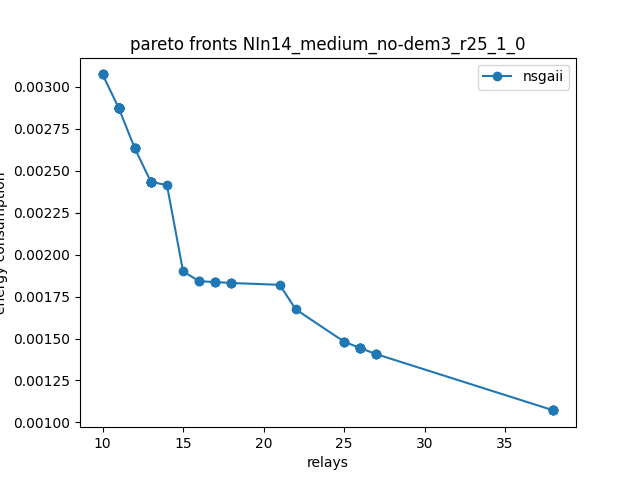 pareto fronts NIn14_medium_no-dem3_r25_1_0
nsgaii
0.00300
0.00275
0.00250
0.00225
0.00200
0.00175
0.00150
0.00125
0.00100
energy consumption
10 15 20 25 30 35
relays